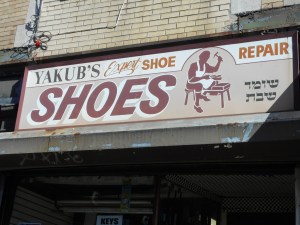 YAKUB'S Expert SHOE REPAIR
SHOES
שומר
שבת
KEYS